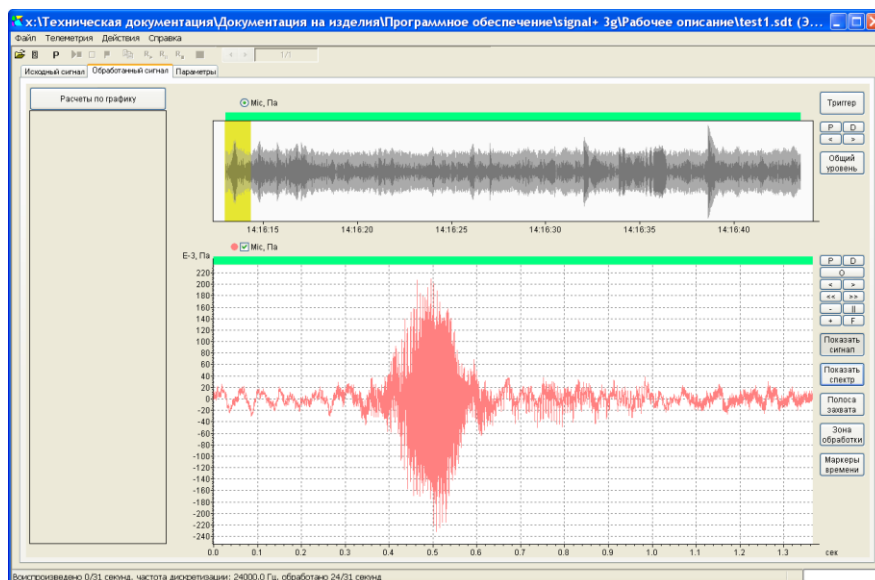 x:\Техническая документация\Документация на изделия\Программное обеспечение\signal+ 3g\Рабочее описание\test1.sdt (Э...
Файл Телеметрия Действия Справка
P 1/1
Исходный сигнал Обработанный сигнал Параметры
Расчеты по графику
Mic, Па
Триггер
P D
< >
Общий
уровень
14:16:15 14:16:20 14:16:25 14:16:30 14:16:35 14:16:40
Mic, Па
E-3, Па
220
200
180
160
140
120
100
80
60
40
20
0
-20
-40
-60
-80
-100
-120
-140
-160
-180
-200
-220
-240
0.0 0.1 0.2 0.3 0.4 0.5 0.6 0.7 0.8 0.9 1.0 1.1 1.2 1.3 сек
P D
O
< >
<< >>
- ||
+ F
Показать
сигнал
Показать
спектр
Полоса
захвата
Зона
обработки
Маркеры
времени
Воспроизведено 0/31 секунд, частота дискретизации: 24000.0 Гц, обработано 24/31 секунд